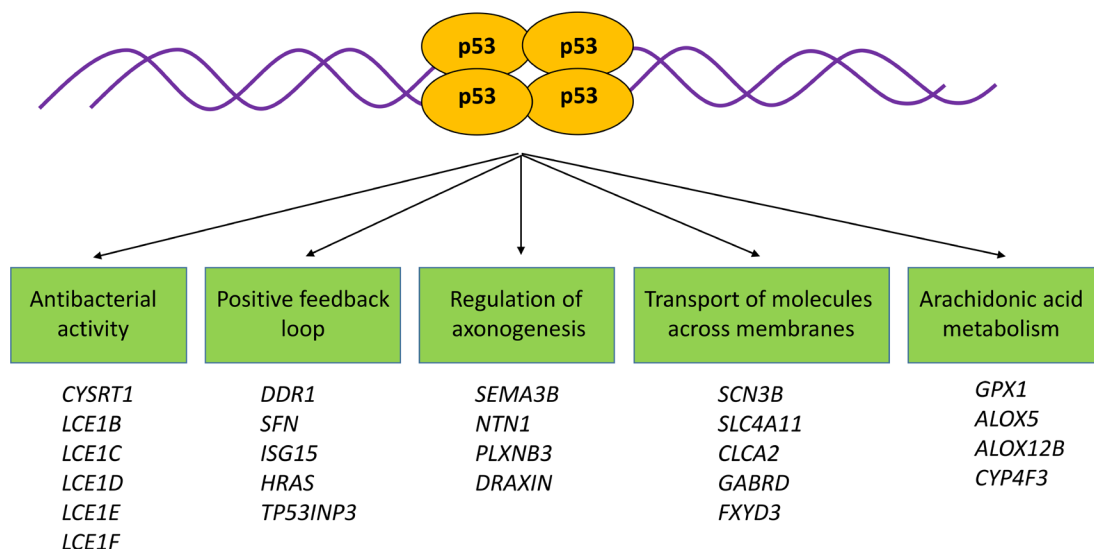 p53
p53
p53
p53
Antibacterial
activity
Positive feedback
loop
Regulation of
axonogenesis
Transport of molecules
across membranes
Arachidonic acid
metabolism
CYSRT1
LCE1B
LCE1C
LCE1D
LCE1E
LCE1F
DDR1
SFN
ISG15
HRAS
TP53INP3
SEMA3B
NTN1
PLXNB3
DRAXIN
SCN3B
SLC4A11
CLCA2
GABRD
FXYD3
GPX1
ALOX5
ALOX12B
CYP4F3